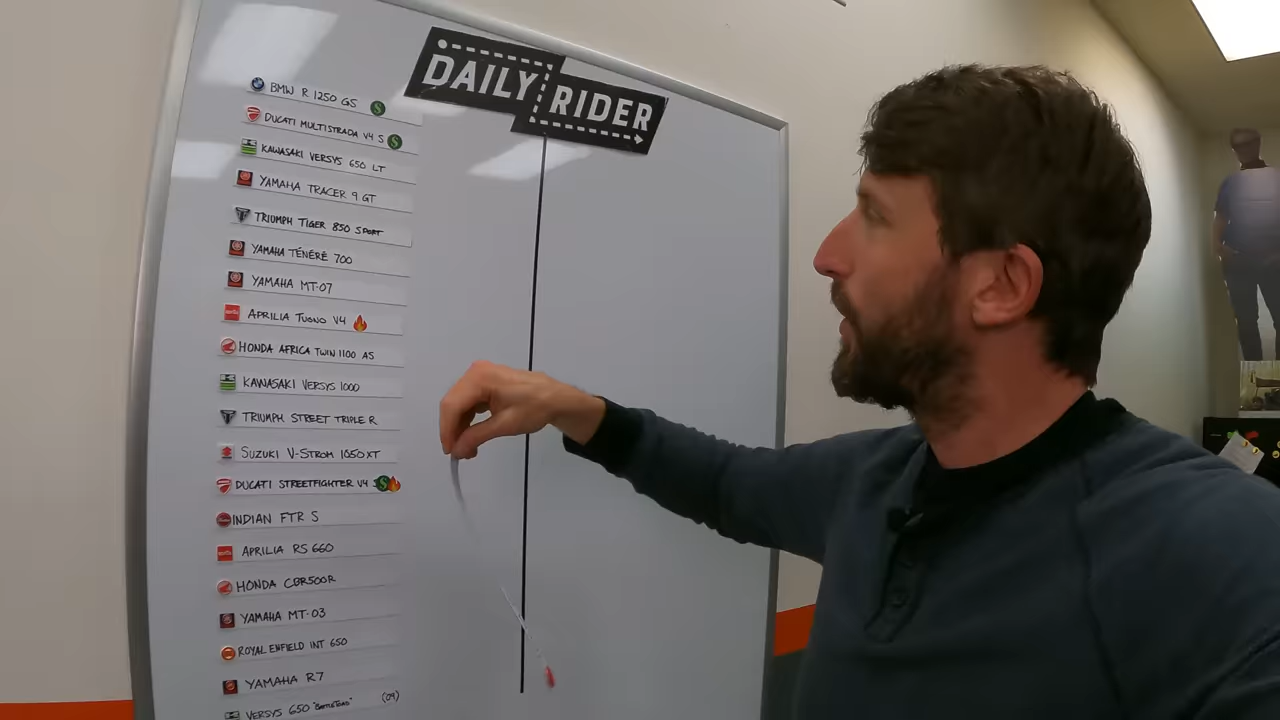 DAILY
RIDER
BMW R 1250 GS
DUCATI MULTISTRADA V4 S
KAWASAKI VERSYS 650 LT
YAMAHA TRACER 9 GT
TRIUMPH TIGER 850 SPORT
YAMAHA TÉNÉRÉ 700
YAMAHA MT-07
APRILIA TUONO V4
HONDA AFRICA TWIN 1100 AS
KAWASAKI VERSYS 1000
TRIUMPH STREET TRIPLE R
SUZUKI V-STROM 1050XT
DUCATI STREETFIGHTER V4 S
INDIAN FTR S
APRILIA RS 660
HONDA CBR500R
YAMAHA MT-03
ROYAL ENFIELD INT 650
YAMAHA R7
VERSYS 650 (09)